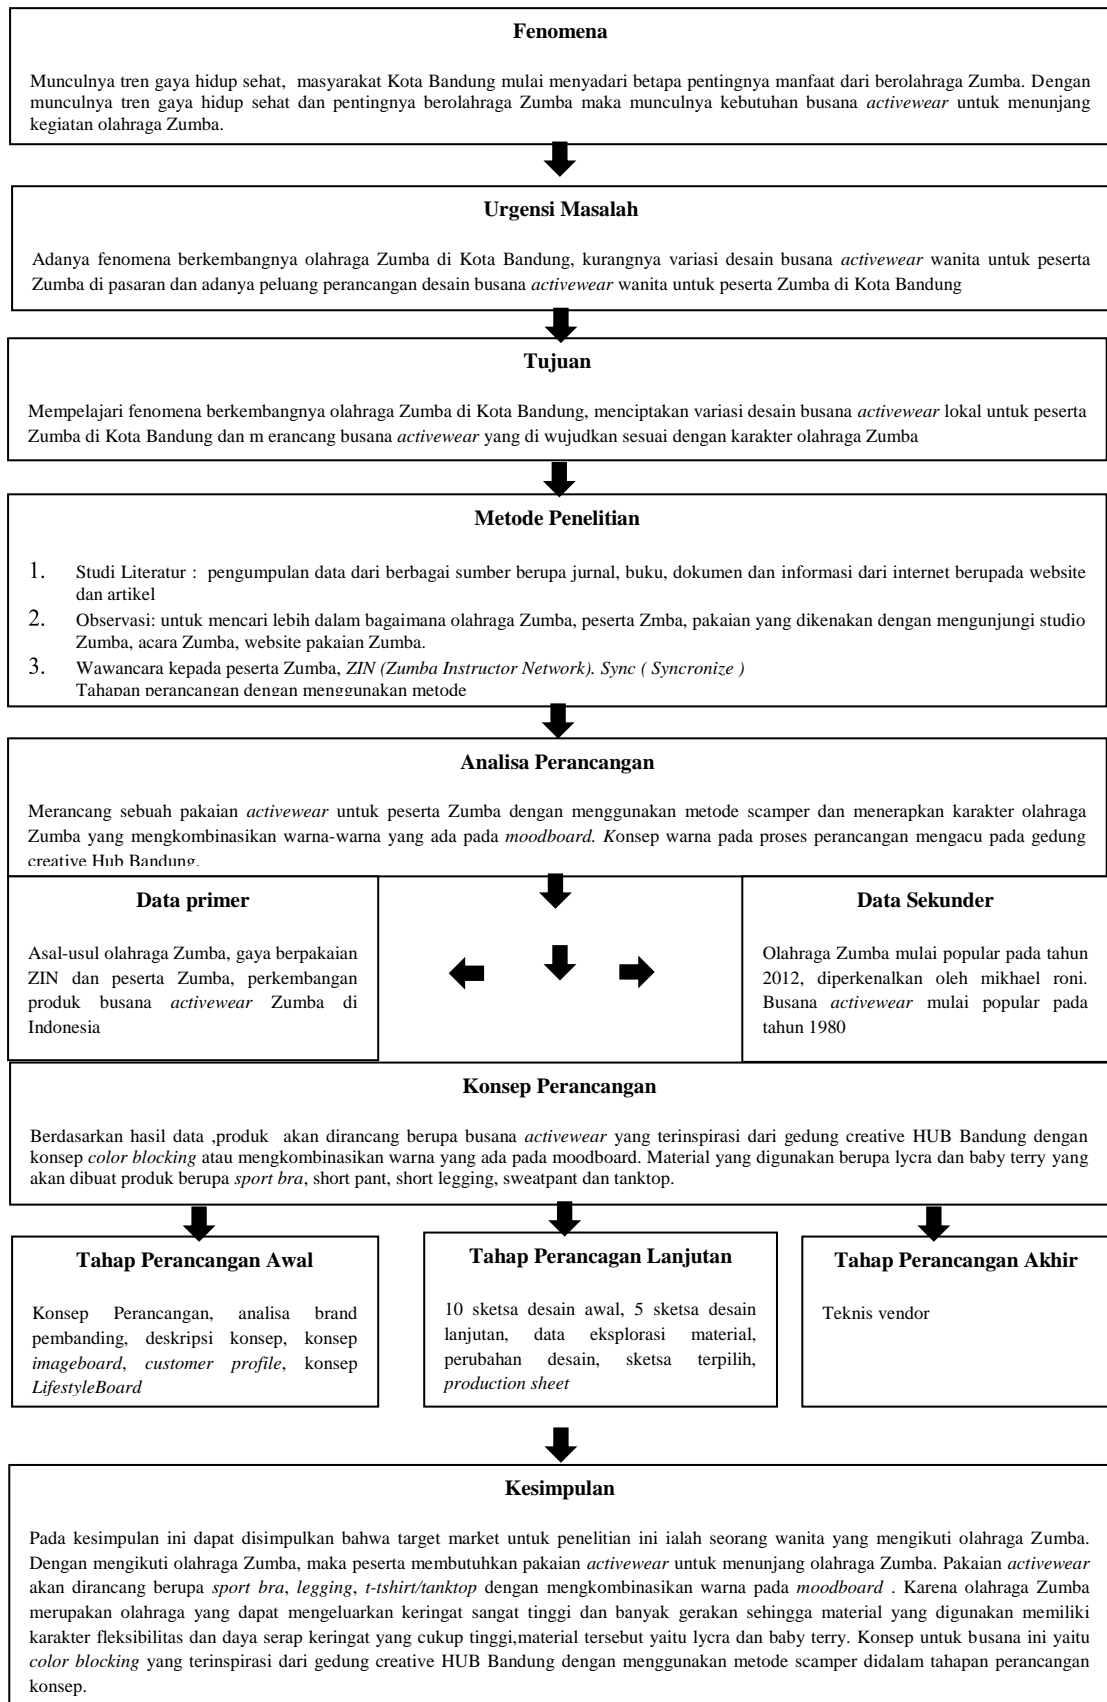 Fenomena
Munculnya tren gaya hidup sehat, masyarakat Kota Bandung mulai menyadari betapa pentingnya manfaat dari berolahraga Zumba. Dengan
munculnya tren gaya hidup sehat dan pentingnya berolahraga Zumba maka munculnya kebutuhan busana activewear untuk menunjang
kegiatan olahraga Zumba.
Urgensi Masalah
Adanya fenomena berkembangnya olahraga Zumba di Kota Bandung, kurangnya variasi desain busana activewear wanita untuk peserta
Zumba di pasaran dan adanya peluang perancangan desain busana activewear wanita untuk peserta Zumba di Kota Bandung
Tujuan
Mempelajari fenomena berkembangnya olahraga Zumba di Kota Bandung, menciptakan variasi desain busana activewear lokal untuk peserta
Zumba di Kota Bandung dan m erancang busana activewear yang di wujudkan sesuai dengan karakter olahraga Zumba
Metode Penelitian
1. Studi Literatur : pengumpulan data dari berbagai sumber berupa jurnal, buku, dokumen dan informasi dari internet berupada website
dan artikel
2. Observasi: untuk mencari lebih dalam bagaimana olahraga Zumba, peserta Zmba, pakaian yang dikenakan dengan mengunjungi studio
Zumba, acara Zumba, website pakaian Zumba.
3. Wawancara kepada peserta Zumba, ZIN (Zumba Instructor Network). Sync ( Syncronize )
Tahapan perancangan dengan menggunakan metode
Analisa Perancangan
Merancang sebuah pakaian activewear untuk peserta Zumba dengan menggunakan metode scamper dan menerapkan karakter olahraga
Zumba yang mengkombinasikan warna-warna yang ada pada moodboard. Konsep warna pada proses perancangan mengacu pada gedung
creative Hub Bandung.
Data primer
Asal-usul olahraga Zumba, gaya berpakaian
ZIN dan peserta Zumba, perkembangan
produk busana activewear Zumba di
Indonesia
Data Sekunder
Olahraga Zumba mulai popular pada tahun
2012, diperkenalkan oleh mikhael roni.
Busana activewear mulai popular pada
tahun 1980
Konsep Perancangan
Berdasarkan hasil data ,produk akan dirancang berupa busana activewear yang terinspirasi dari gedung creative HUB Bandung dengan
konsep color blocking atau mengkombinasikan warna yang ada pada moodboard. Material yang digunakan berupa lycra dan baby terry yang
akan dibuat produk berupa sport bra, short pant, short legging, sweatpant dan tanktop.
Tahap Perancangan Awal
Konsep Perancangan, analisa brand
pembanding, deskripsi konsep, konsep
imageboard, customer profile, konsep
LifestyleBoard
Tahap Perancagan Lanjutan
10 sketsa desain awal, 5 sketsa desain
lanjutan, data eksplorasi material,
perubahan desain, sketsa terpilih,
production sheet
Tahap Perancangan Akhir
Teknis vendor
Kesimpulan
Pada kesimpulan ini dapat disimpulkan bahwa target market untuk penelitian ini ialah seorang wanita yang mengikuti olahraga Zumba.
Dengan mengikuti olahraga Zumba, maka peserta membutuhkan pakaian activewear untuk menunjang olahraga Zumba. Pakaian activewear
akan dirancang berupa sport bra, legging, t-tshirt/tanktop dengan mengkombinasikan warna pada moodboard . Karena olahraga Zumba
merupakan olahraga yang dapat mengeluarkan keringat sangat tinggi dan banyak gerakan sehingga material yang digunakan memiliki
karakter fleksibilitas dan daya serap keringat yang cukup tinggi,material tersebut yaitu lycra dan baby terry. Konsep untuk busana ini yaitu
color blocking yang terinspirasi dari gedung creative HUB Bandung dengan menggunakan metode scamper didalam tahapan perancangan
konsep.